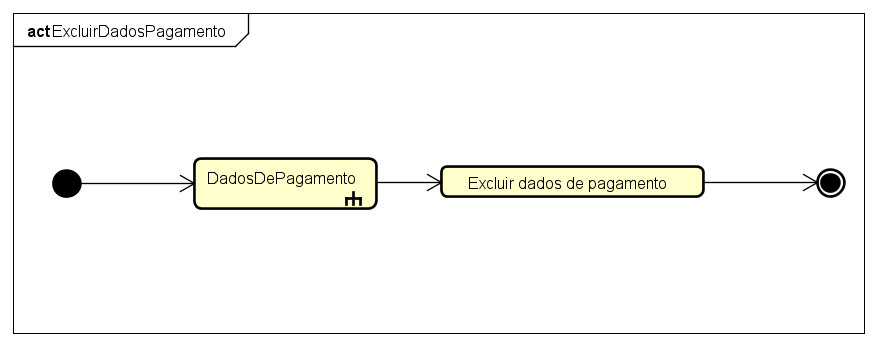 act ExcluirDadosPagamento
DadosDePagamento
Excluir dados de pagamento